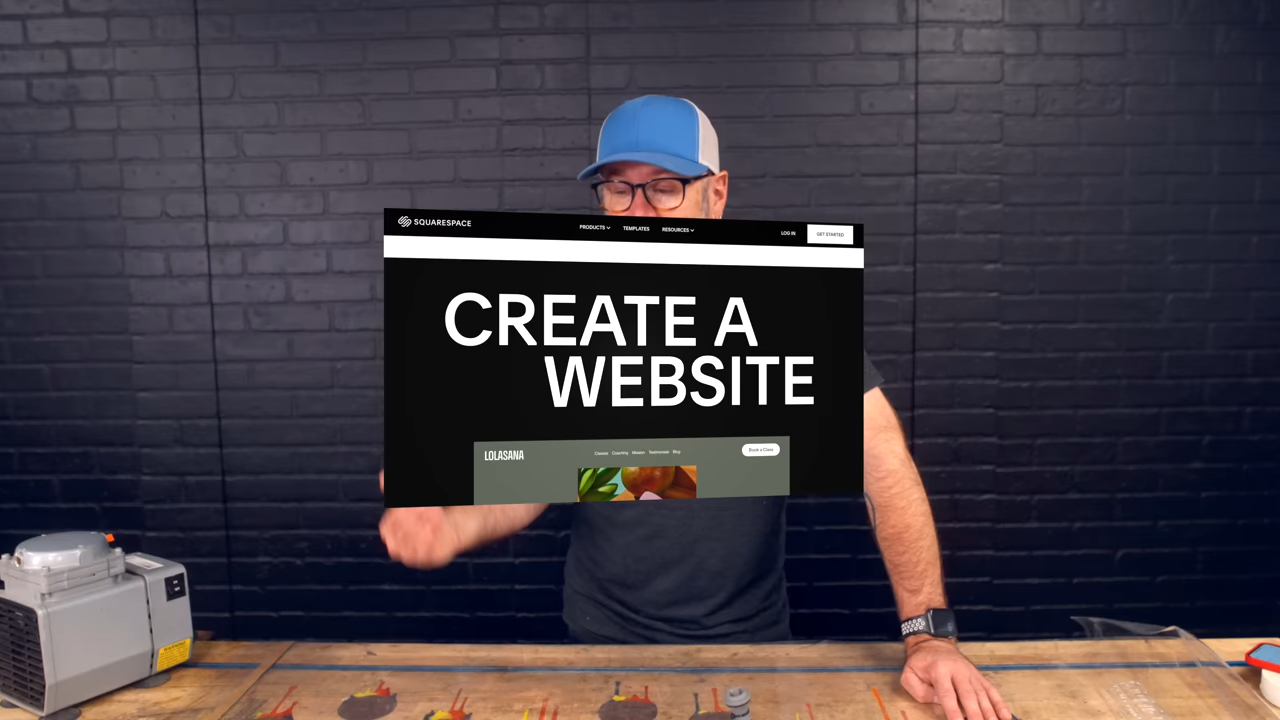 SQUARESPACE
PRODUCTS TEMPLATES RESOURCES
LOG IN
GET STARTED
CREATE A
WEBSITE
LOLASANA
Classes Coaching Mission Testimonials Blog
Book a Class